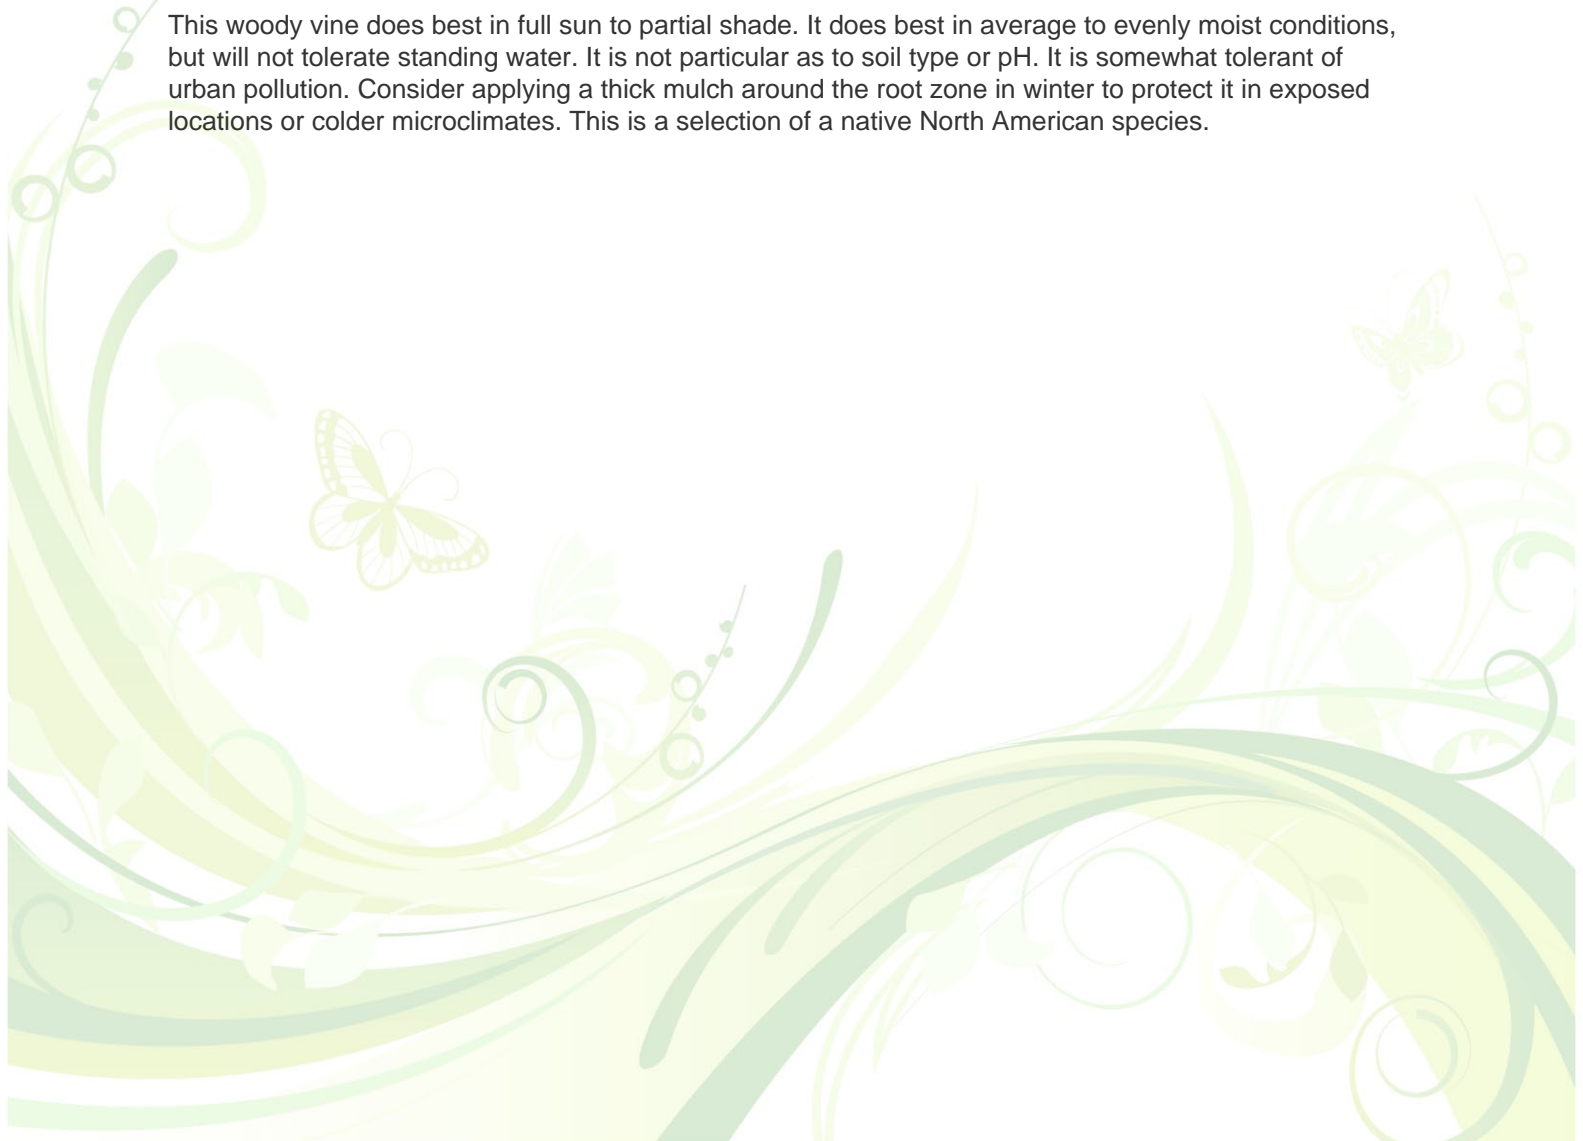 This woody vine does best in full sun to partial shade. It does best in average to evenly moist conditions,
but will not tolerate standing water. It is not particular as to soil type or pH. It is somewhat tolerant of
urban pollution. Consider applying a thick mulch around the root zone in winter to protect it in exposed
locations or colder microclimates. This is a selection of a native North American species.